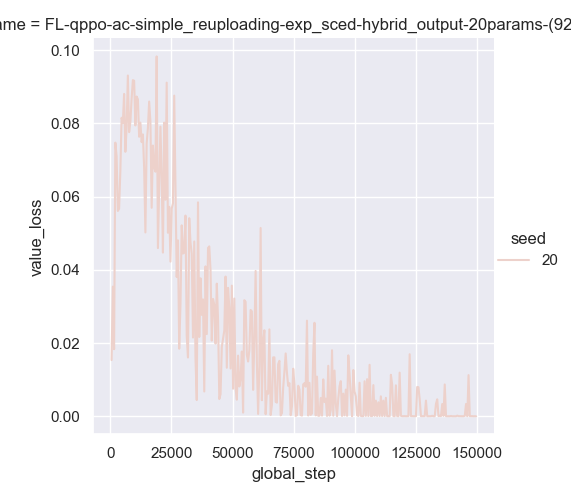 ame = FL-qppo-ac-simple_reuploading-exp_sced-hybrid_output-20params-(92
0.10
0.08
0.06
0.04
0.02
0.00
value_loss
0 25000 50000 75000 100000 125000 150000
global_step
seed
20